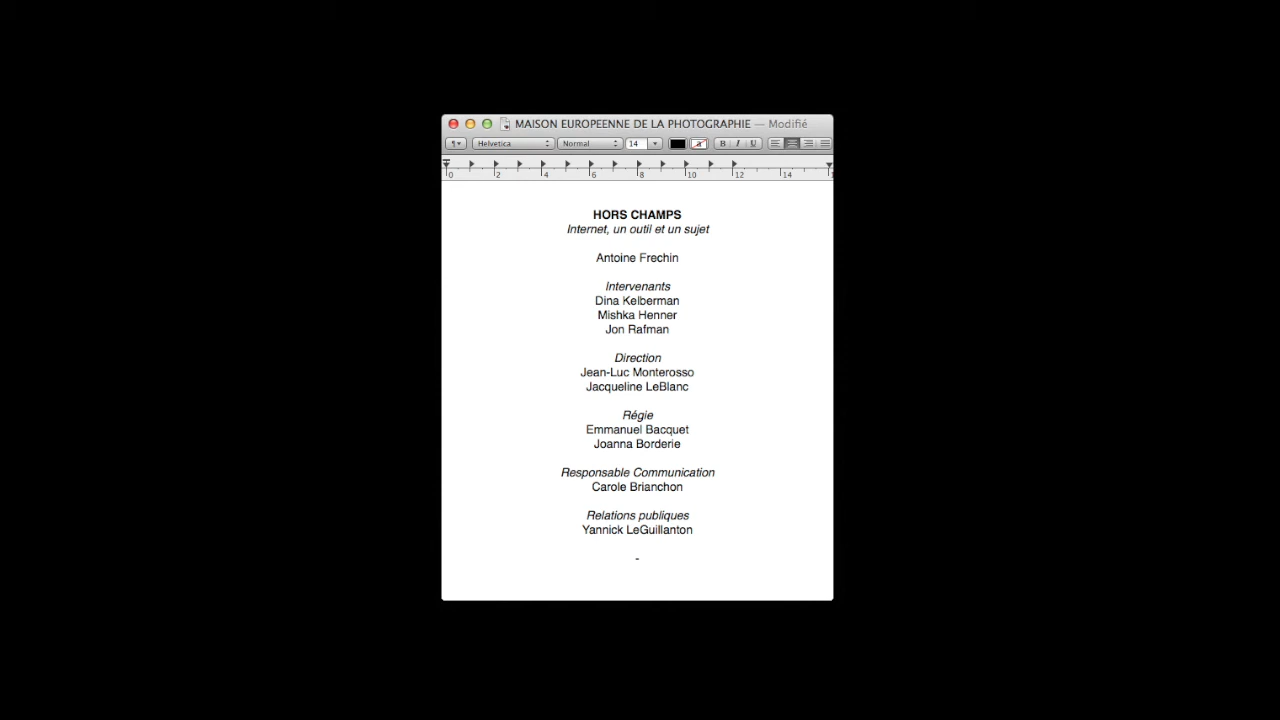 MAISON EUROPEENNE DE LA PHOTOGRAPHIE — Modifié
Helvetica Normal 14 a B I U
0 2 4 6 8 10 12 14
HORS CHAMPS
Internet, un outil et un sujet
Antoine Frechin
Intervenants
Dina Kelberman
Mishka Henner
Jon Rafman
Direction
Jean-Luc Monterosso
Jacqueline LeBlanc
Régie
Emmanuel Bacquet
Joanna Borderie
Responsable Communication
Carole Brianchon
Relations publiques
Yannick LeGuillanton
-